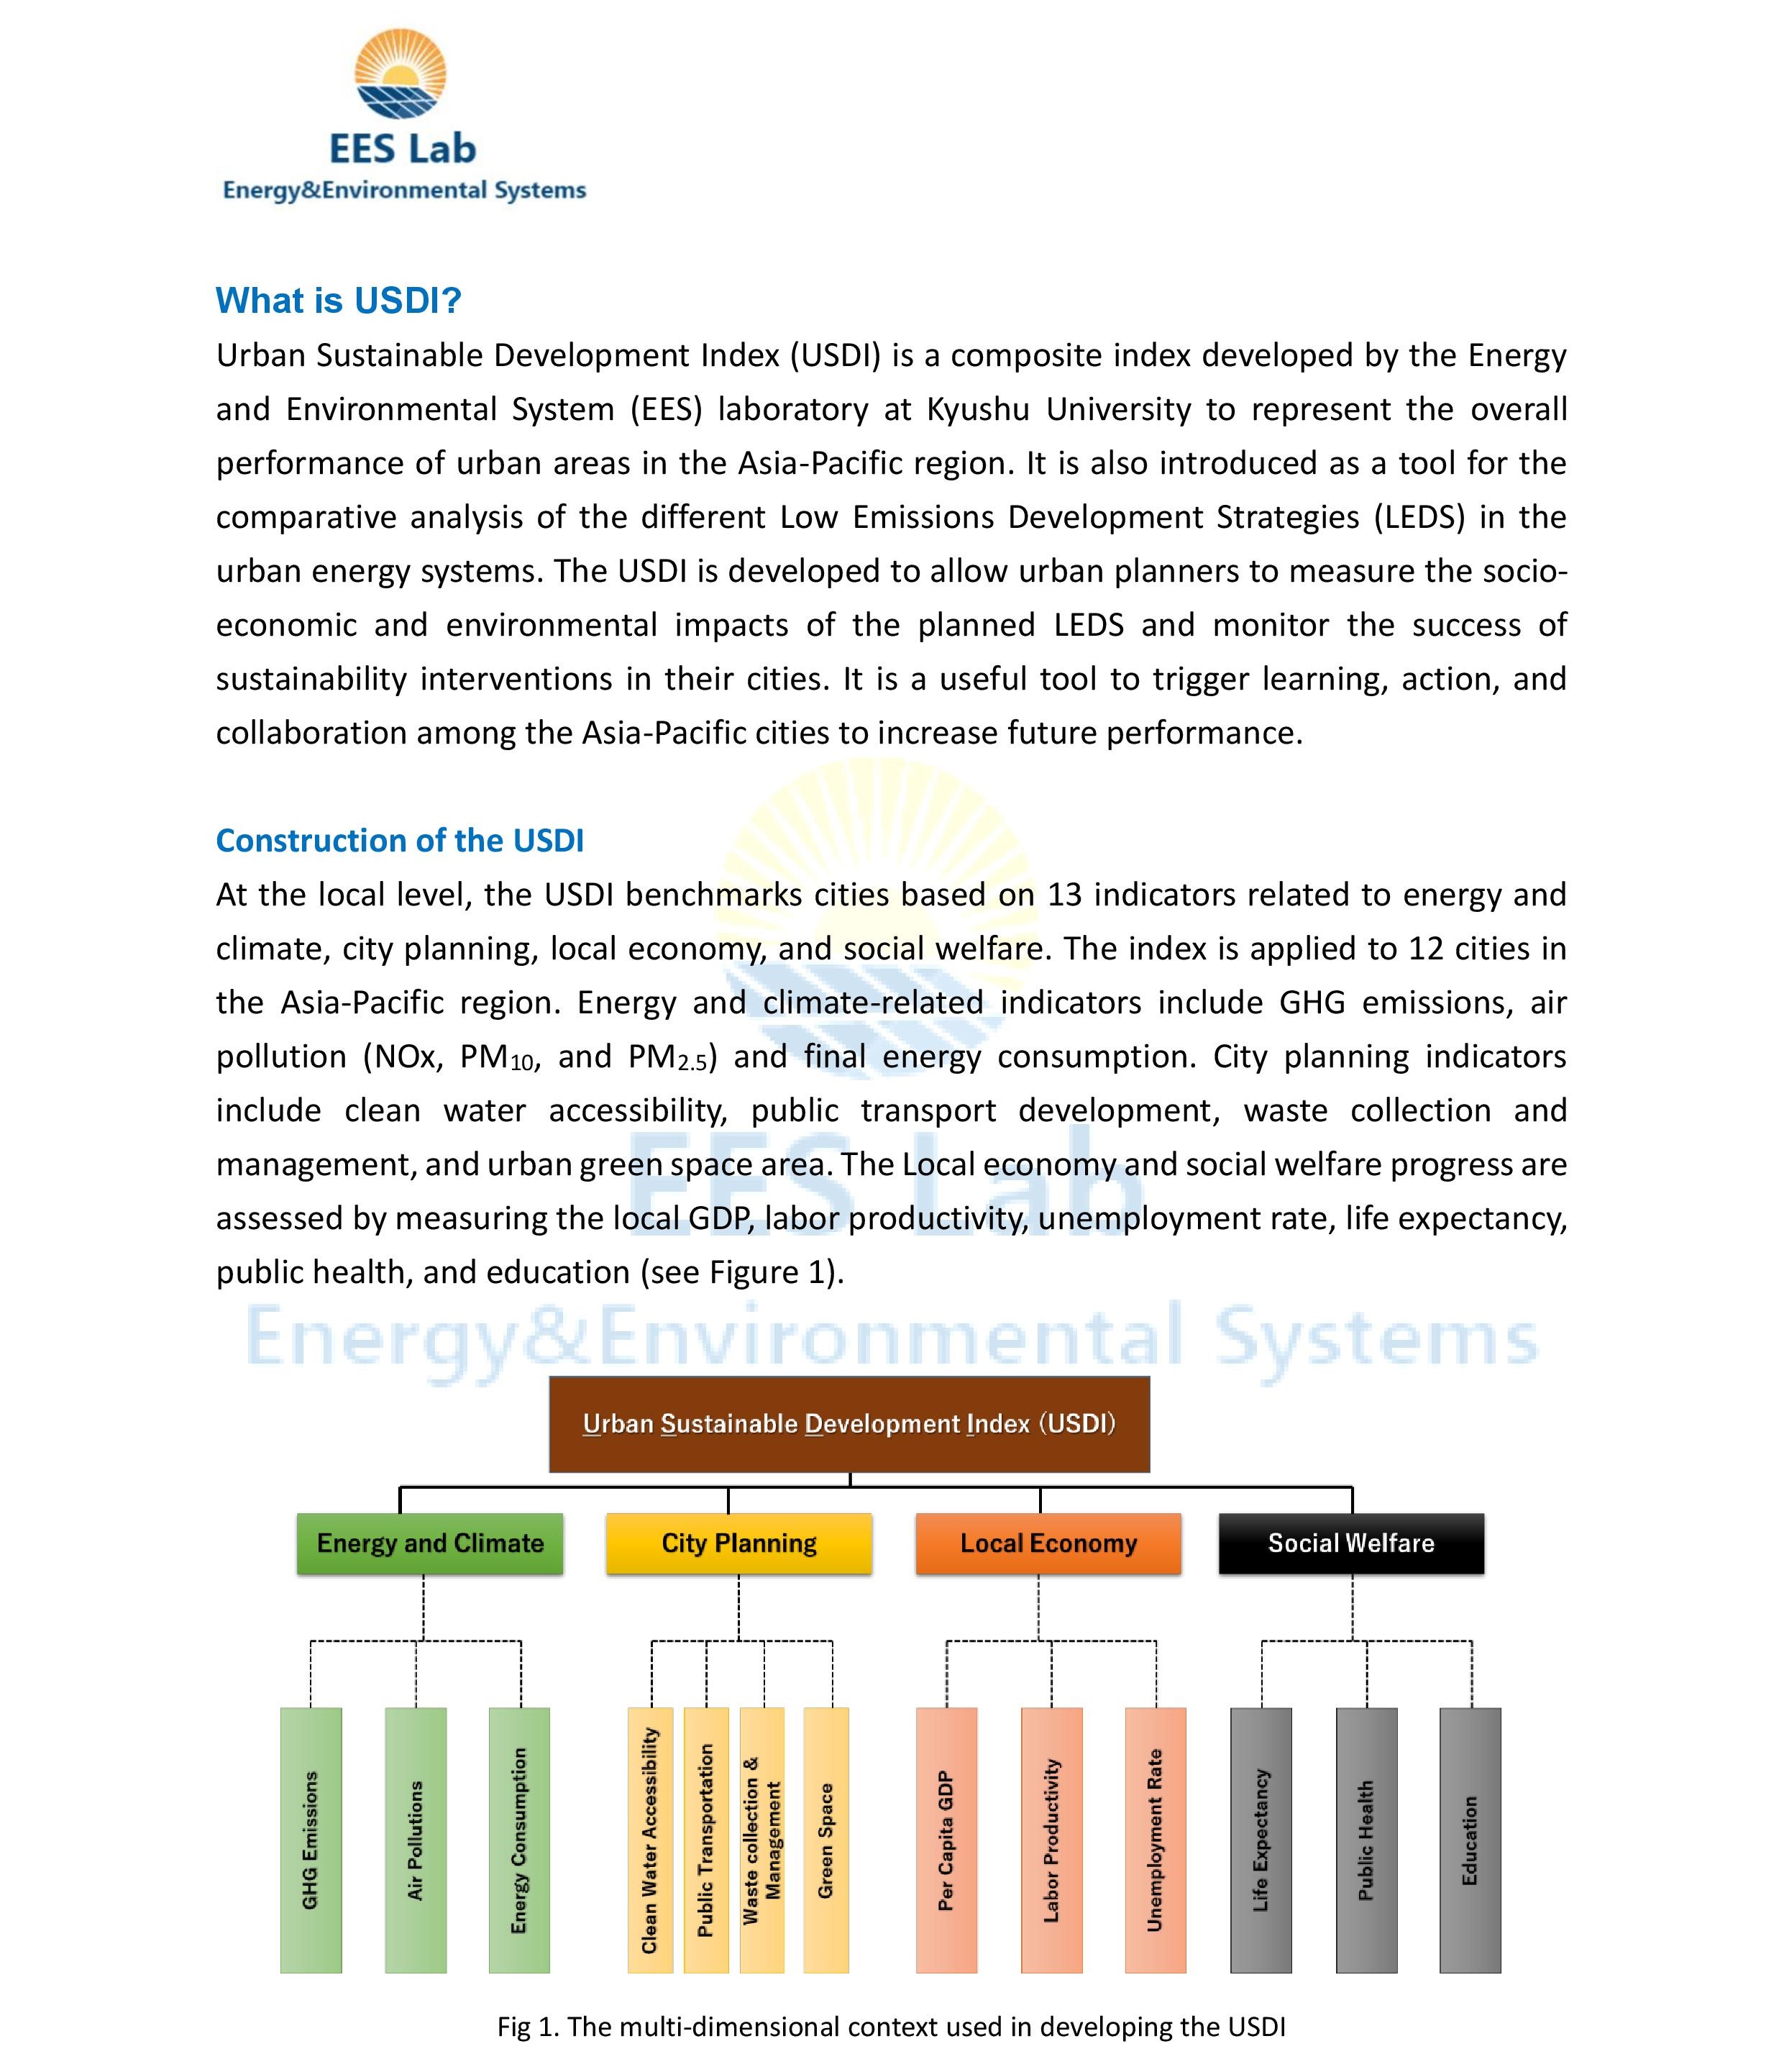 EES Lab
Energy&Environmental Systems
What is USDI?
Urban Sustainable Development Index (USDI) is a composite index developed by the Energy
and Environmental System (EES) laboratory at Kyushu University to represent the overall
performance of urban areas in the Asia-Pacific region. It is also introduced as a tool for the
comparative analysis of the different Low Emissions Development Strategies (LEDS) in the
urban energy systems. The USDI is developed to allow urban planners to measure the socio-
economic and environmental impacts of the planned LEDS and monitor the success of
sustainability interventions in their cities. It is a useful tool to trigger learning, action, and
collaboration among the Asia-Pacific cities to increase future performance.
Construction of the USDI
At the local level, the USDI benchmarks cities based on 13 indicators related to energy and
climate, city planning, local economy, and social welfare. The index is applied to 12 cities in
the Asia-Pacific region. Energy and climate-related indicators include GHG emissions, air
pollution (NOx, PM10, and PM2.5) and final energy consumption. City planning indicators
include clean water accessibility, public transport development, waste collection and
management, and urban green space area. The Local economy and social welfare progress are
assessed by measuring the local GDP, labor productivity, unemployment rate, life expectancy,
public health, and education (see Figure 1).
EES Lab
Energy&Environmental Systems
Urban Sustainable Development Index (USDI)
Energy and Climate
City Planning
Local Economy
Social Welfare
GHG Emissions
Air Pollutions
Energy Consumption
Clean Water Accessibility
Public Transportation
Waste collection &
Management
Green Space
Per Capita GDP
Labor Productivity
Unemployment Rate
Life Expectancy
Public Health
Education
Fig 1. The multi-dimensional context used in developing the USDI